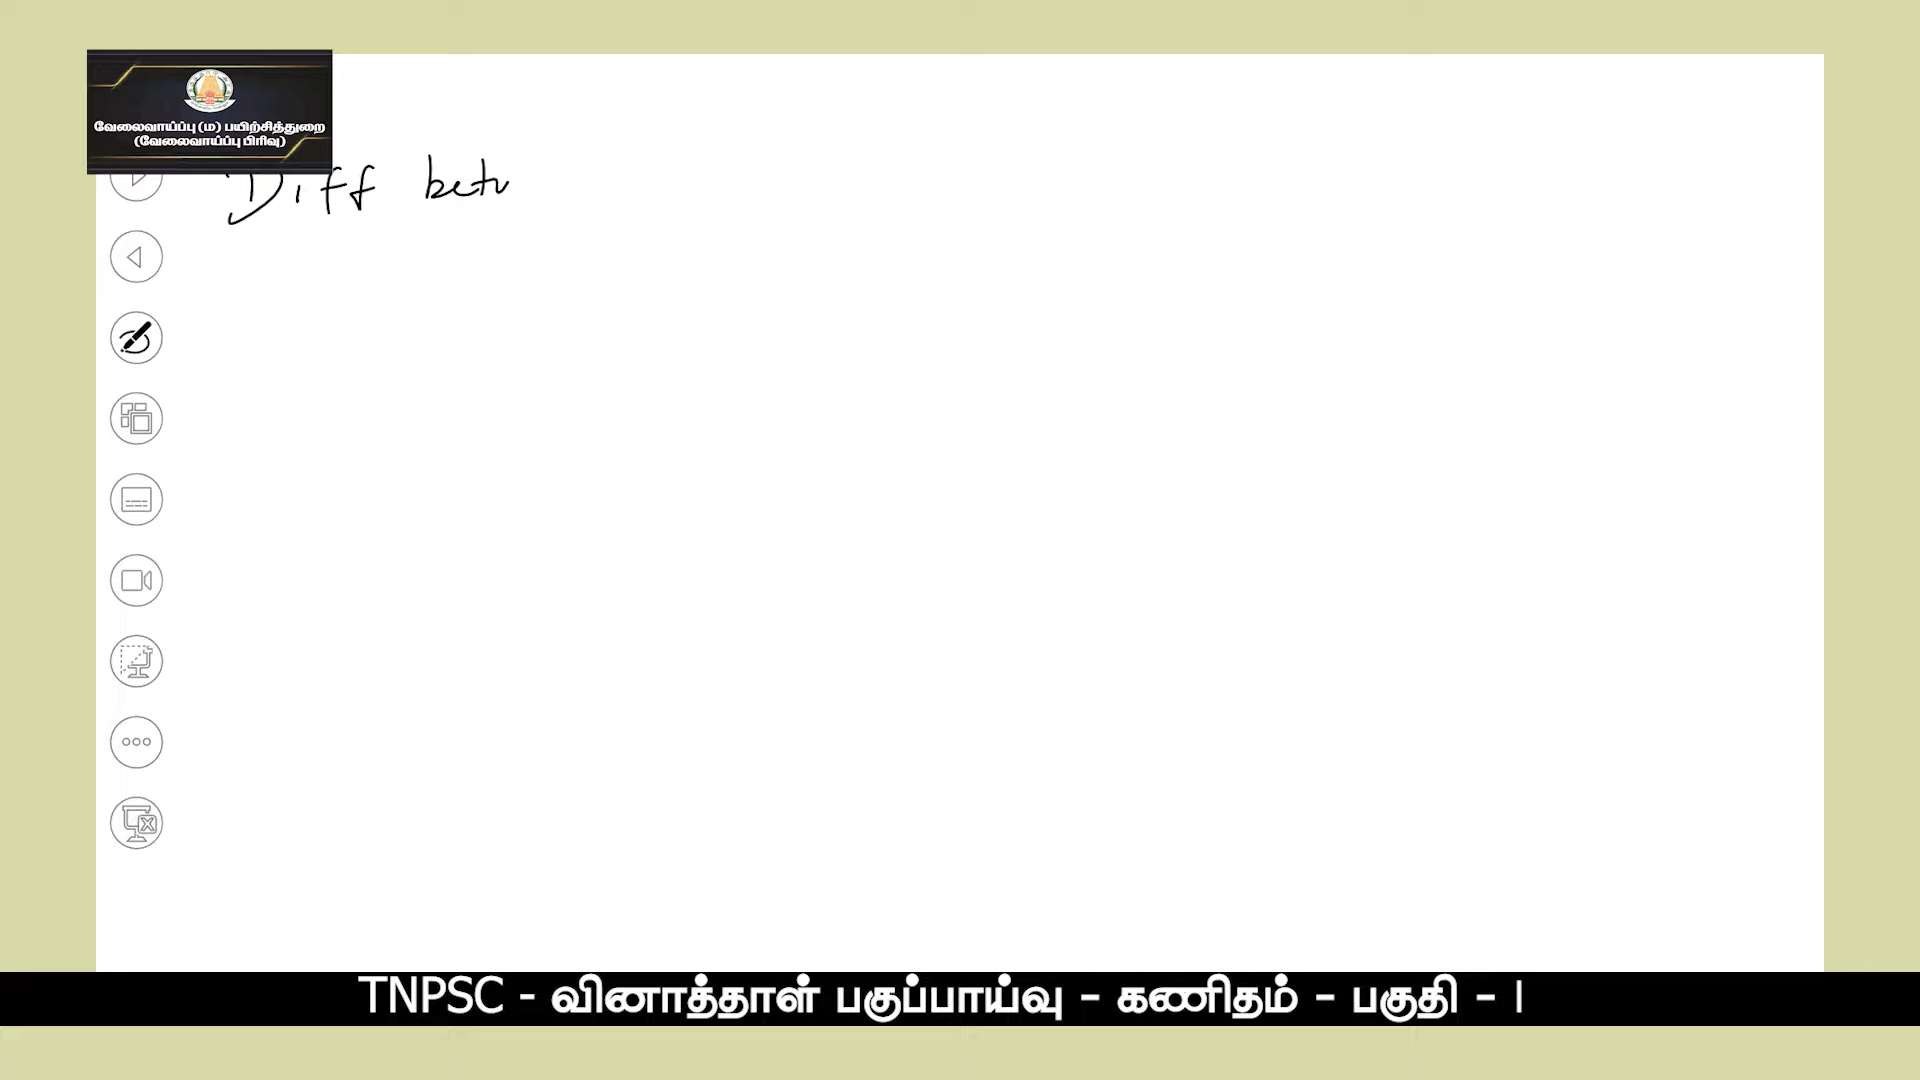 வேலைவாய்ப்பு (ம) பயிற்சித்துறை
(வேலைவாய்ப்பு பிரிவு)
Diff betw
TNPSC - வினாத்தாள் பகுப்பாய்வு - கணிதம் - பகுதி - I